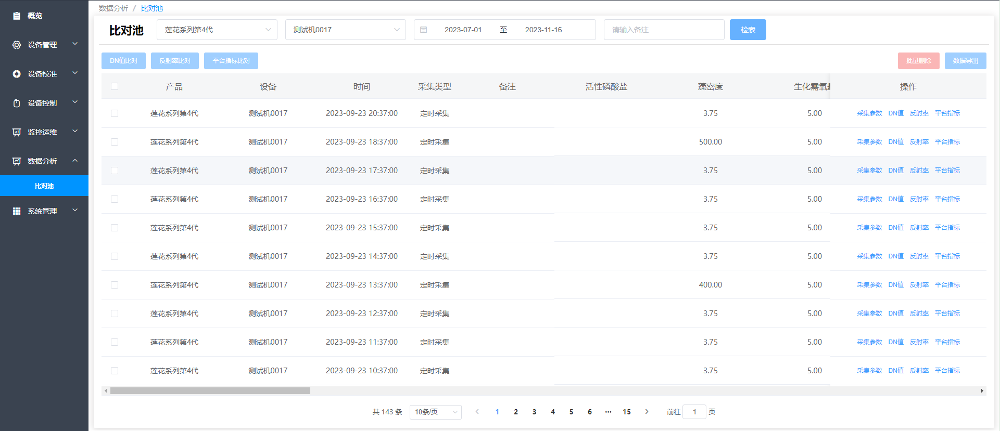 概览
设备管理
设备校准
设备控制
监控运维
数据分析
比对池
系统管理
数据分析 / 比对池
比对池 莲花系列第4代 测试机0017 2023-07-01 至 2023-11-16 请输入备注 检索
DN值比对 反射率比对 平台指标比对 批量删除 数据导出
产品 设备 时间 采集类型 备注 活性磷酸盐 藻密度 生化需氧量 操作
莲花系列第4代 测试机0017 2023-09-23 20:37:00 定时采集 3.75 5.00 采集参数 DN值 反射率 平台指标
莲花系列第4代 测试机0017 2023-09-23 18:37:00 定时采集 500.00 5.00 采集参数 DN值 反射率 平台指标
莲花系列第4代 测试机0017 2023-09-23 17:37:00 定时采集 3.75 5.00 采集参数 DN值 反射率 平台指标
莲花系列第4代 测试机0017 2023-09-23 16:37:00 定时采集 3.75 5.00 采集参数 DN值 反射率 平台指标
莲花系列第4代 测试机0017 2023-09-23 15:37:00 定时采集 3.75 5.00 采集参数 DN值 反射率 平台指标
莲花系列第4代 测试机0017 2023-09-23 14:37:00 定时采集 3.75 5.00 采集参数 DN值 反射率 平台指标
莲花系列第4代 测试机0017 2023-09-23 13:37:00 定时采集 400.00 5.00 采集参数 DN值 反射率 平台指标
莲花系列第4代 测试机0017 2023-09-23 12:37:00 定时采集 3.75 5.00 采集参数 DN值 反射率 平台指标
莲花系列第4代 测试机0017 2023-09-23 11:37:00 定时采集 3.75 5.00 采集参数 DN值 反射率 平台指标
莲花系列第4代 测试机0017 2023-09-23 10:37:00 定时采集 3.75 5.00 采集参数 DN值 反射率 平台指标
共 143 条 10条/页 1 2 3 4 5 6 ··· 15 前往 1 页